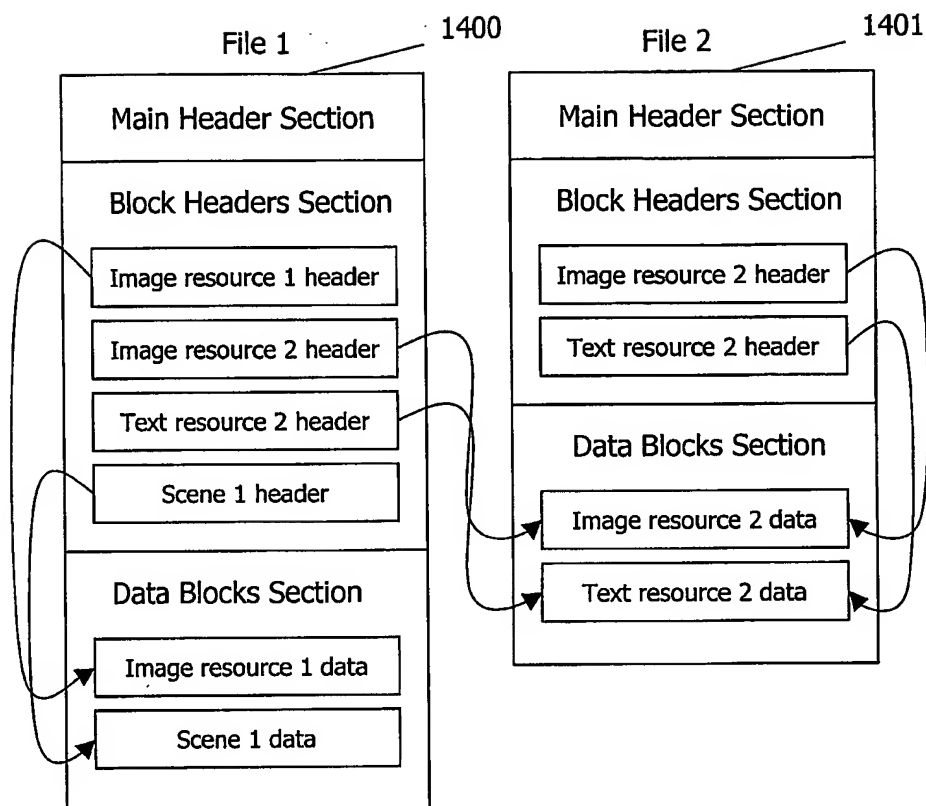 File 1
1400
Main Header Section
Block Headers Section
Image resource 1 header
Image resource 2 header
Text resource 2 header
Scene 1 header
Data Blocks Section
Image resource 1 data
Scene 1 data
File 2
1401
Main Header Section
Block Headers Section
Image resource 2 header
Text resource 2 header
Data Blocks Section
Image resource 2 data
Text resource 2 data